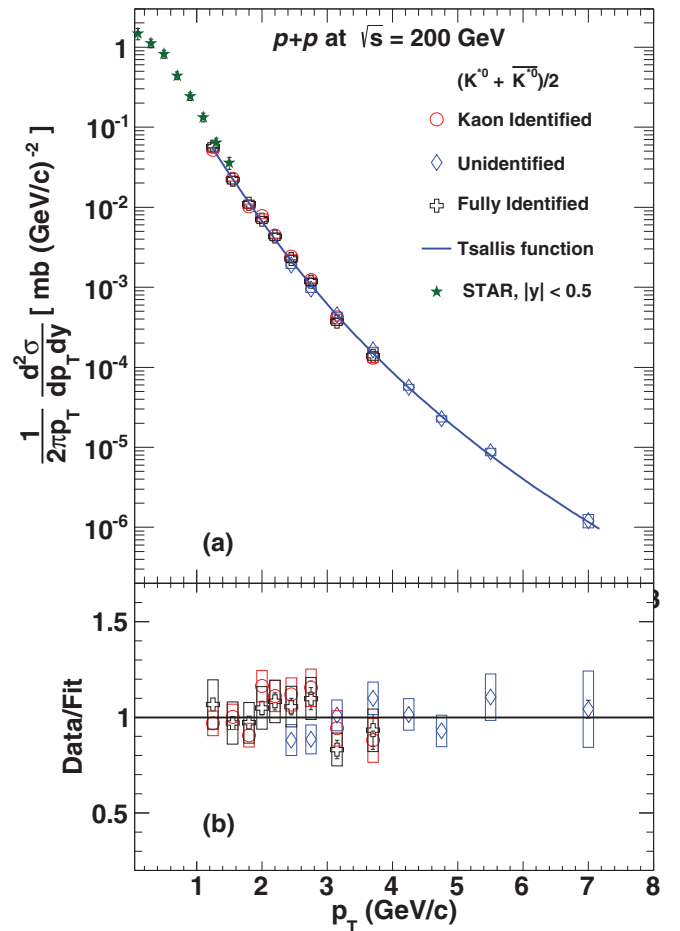 p+p at √s = 200 GeV
(K*0 + K*0)/2
Kaon Identified
Unidentified
Fully Identified
Tsallis function
STAR, |y| < 0.5
1/2πpT d²σ/dpTdy [ mb (GeV/c)-2 ]
1
10-1
10-2
10-3
10-4
10-5
10-6
(a)
1.5
1
0.5
Data/Fit
(b)
1 2 3 4 5 6 7 8
pT (GeV/c)